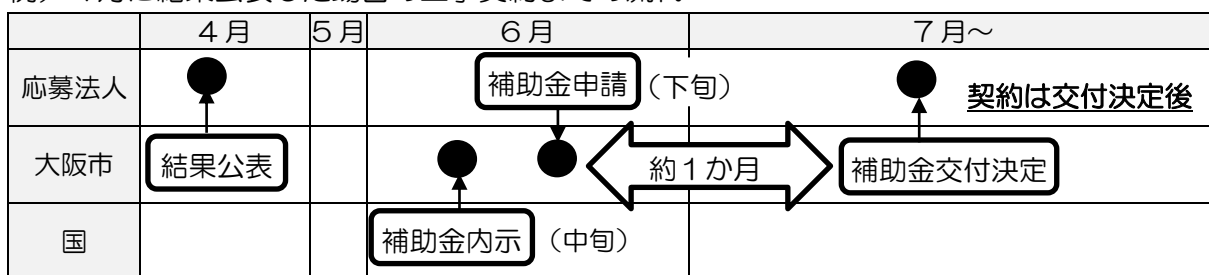 ４月 ５月 ６月 ７月～
応募法人 補助金申請 （下旬） 契約は交付決定後
大阪市 結果公表 約１か月 補助金交付決定
国 補助金内示 （中旬）